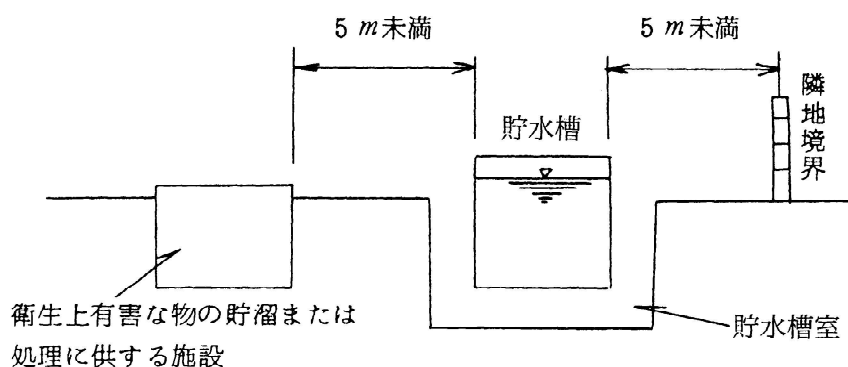 5 m未満
5 m未満
貯水槽
隣地境界
衛生上有害な物の貯溜または
処理に供する施設
貯水槽室